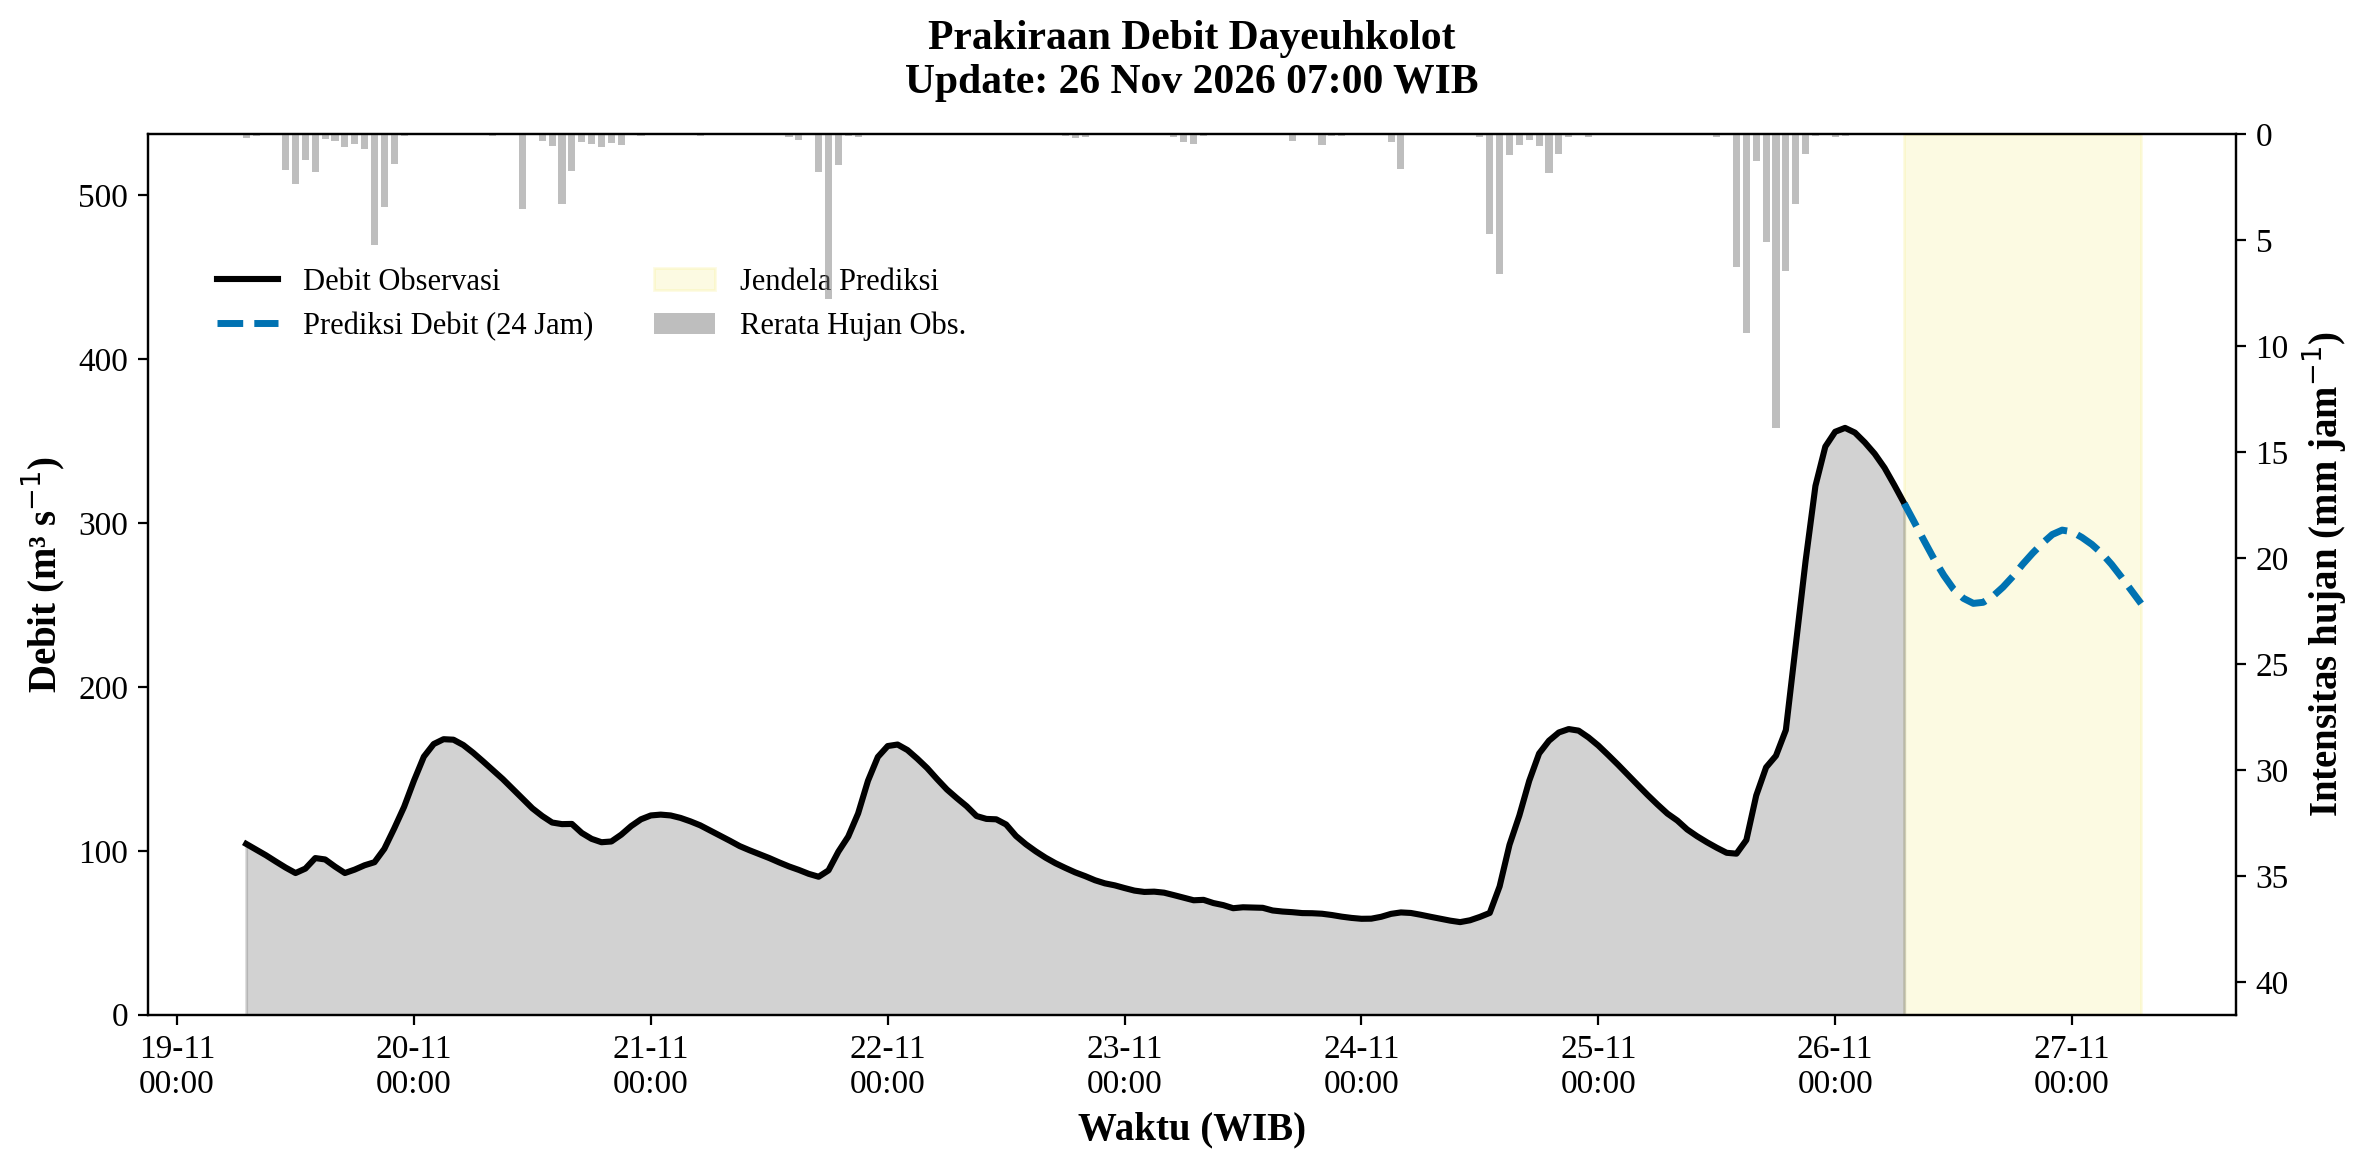 Prakiraan Debit Dayeuhkolot
Update: 26 Nov 2026 07:00 WIB
Debit (m³ s⁻¹)
500
400
300
200
100
0
Debit Observasi
Prediksi Debit (24 Jam)
Jendela Prediksi
Rerata Hujan Obs.
0
5
10
15
20
25
30
35
40
Intensitas hujan (mm jam⁻¹)
19-11 00:00
20-11 00:00
21-11 00:00
22-11 00:00
23-11 00:00
24-11 00:00
25-11 00:00
26-11 00:00
27-11 00:00
Waktu (WIB)